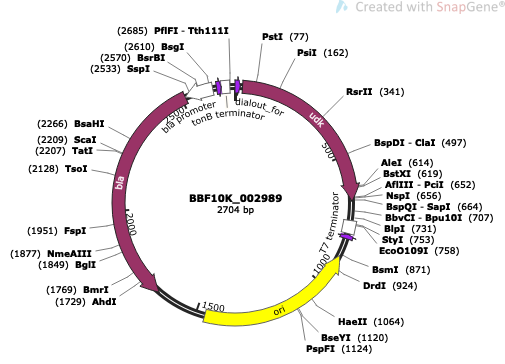 Created with SnapGene®
(2685) PflFI - Tth111I
(2610) BsgI
(2570) BsrBI
(2533) SspI
PstI (77)
PsiI (162)
RsrII (341)
BspDI - ClaI (497)
AleI (614)
BstXI (619)
AflIII - PciI (652)
NspI (656)
BspQI - SapI (664)
BbvCI - Bpu10I (707)
BlpI (731)
StyI (753)
EcoO109I (758)
BsmI (871)
DrdI (924)
HaeII (1064)
BseYI (1120)
PspFI (1124)
(2266) BsaHI
(2209) ScaI
(2207) TatI
(2128) TsoI
(1951) FspI
(1877) NmeAIII
(1849) BglI
(1769) BmrI
(1729) AhdI
dialout_for
tonB terminator
bla promoter
udk
T7 terminator
ori
bla
500
1000
1500
2000
2500
BBF10K_002989
2704 bp